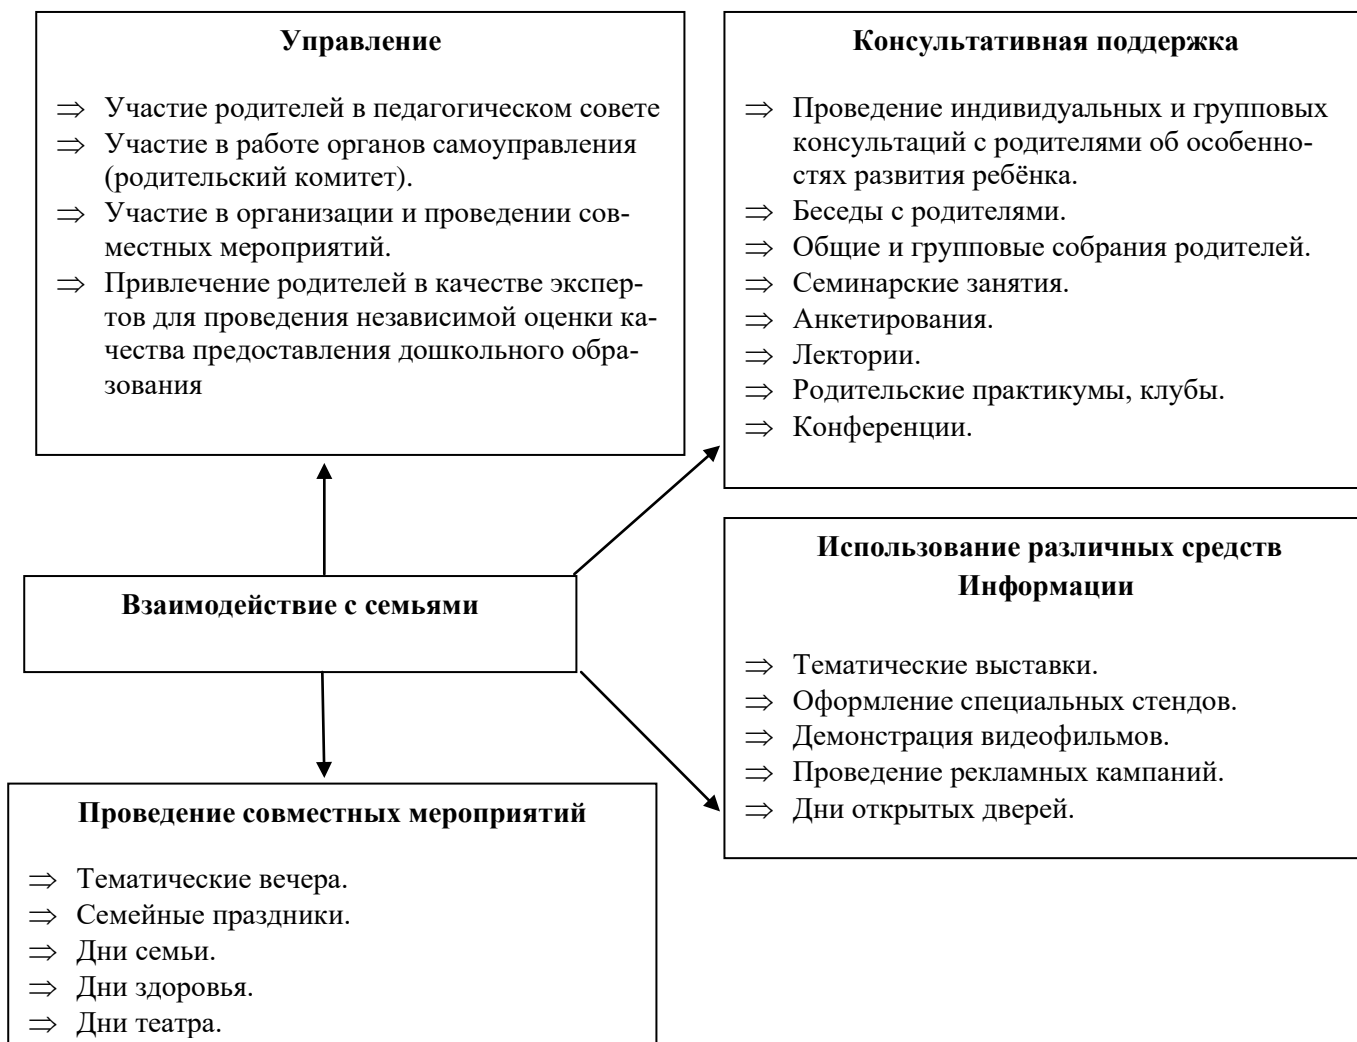 Управление
⇒ Участие родителей в педагогическом совете
⇒ Участие в работе органов самоуправления
(родительский комитет).
⇒ Участие в организации и проведении сов-
местных мероприятий.
⇒ Привлечение родителей в качестве экспер-
тов для проведения независимой оценки ка-
чества предоставления дошкольного обра-
зования
Консультативная поддержка
⇒ Проведение индивидуальных и групповых
консультаций с родителями об особенно-
стях развития ребёнка.
⇒ Беседы с родителями.
⇒ Общие и групповые собрания родителей.
⇒ Семинарские занятия.
⇒ Анкетирования.
⇒ Лектории.
⇒ Родительские практикумы, клубы.
⇒ Конференции.
Взаимодействие с семьями
Использование различных средств
Информации
⇒ Тематические выставки.
⇒ Оформление специальных стендов.
⇒ Демонстрация видеофильмов.
⇒ Проведение рекламных кампаний.
⇒ Дни открытых дверей.
Проведение совместных мероприятий
⇒ Тематические вечера.
⇒ Семейные праздники.
⇒ Дни семьи.
⇒ Дни здоровья.
⇒ Дни театра.